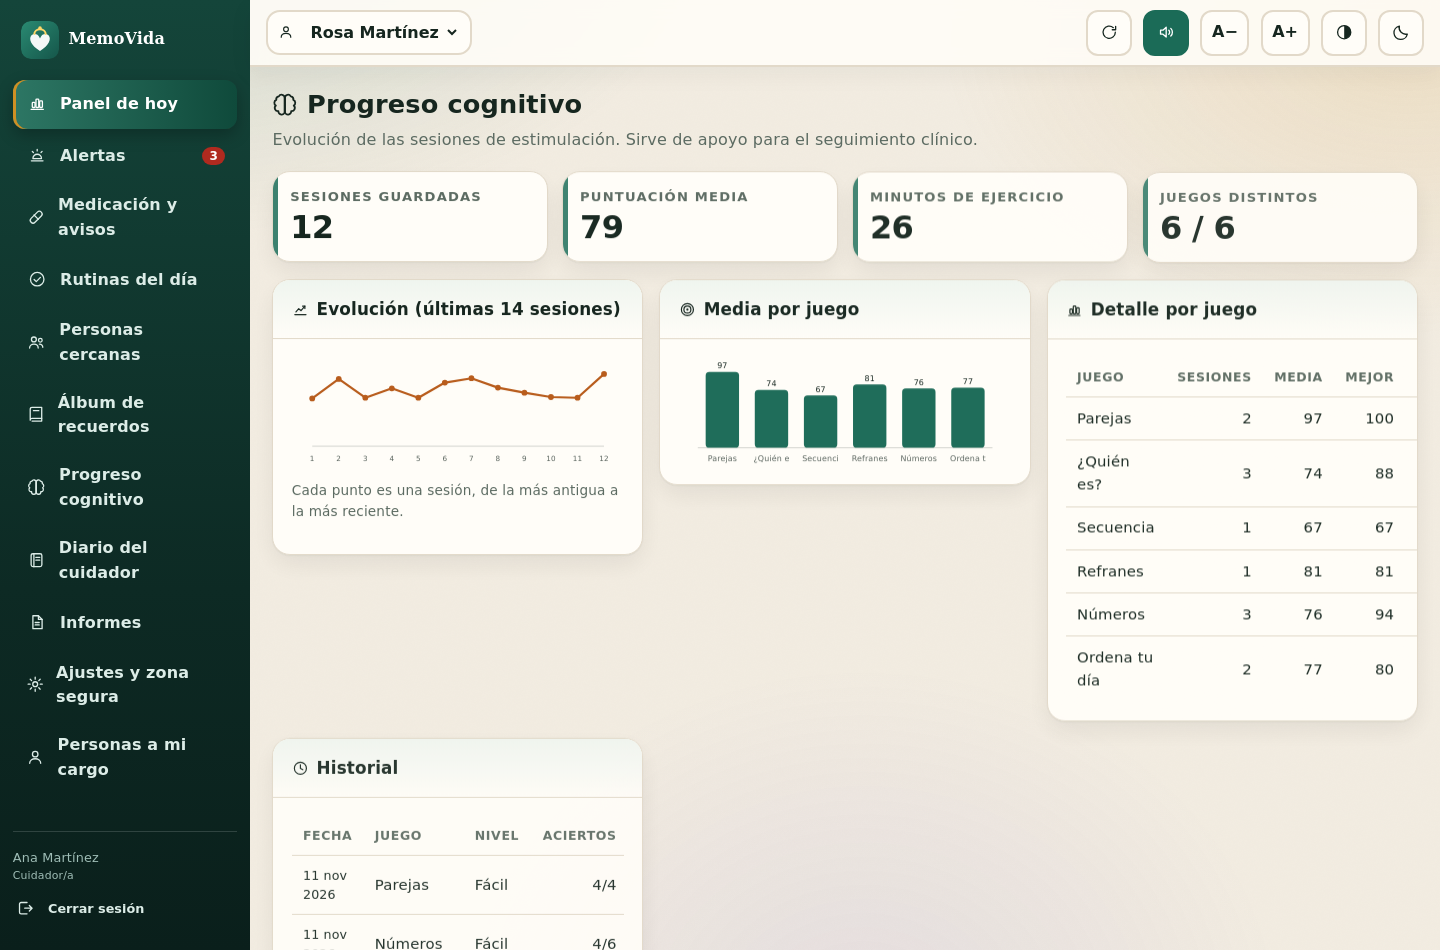 MemoVida
Panel de hoy
Alertas 3
Medicación y
avisos
Rutinas del día
Personas
cercanas
Álbum de
recuerdos
Progreso
cognitivo
Diario del
cuidador
Informes
Ajustes y zona
segura
Personas a mi
cargo
Ana Martínez
Cuidador/a
Cerrar sesión
Rosa Martínez
A− A+
Progreso cognitivo
Evolución de las sesiones de estimulación. Sirve de apoyo para el seguimiento clínico.
SESIONES GUARDADAS
12
PUNTUACIÓN MEDIA
79
MINUTOS DE EJERCICIO
26
JUEGOS DISTINTOS
6 / 6
Evolución (últimas 14 sesiones)
1 2 3 4 5 6 7 8 9 10 11 12
Cada punto es una sesión, de la más antigua a
la más reciente.
Media por juego
97 74 67 81 76 77
Parejas ¿Quién e Secuenci Refranes Números Ordena t
Detalle por juego
JUEGO SESIONES MEDIA MEJOR
Parejas 2 97 100
¿Quién
es? 3 74 88
Secuencia 1 67 67
Refranes 1 81 81
Números 3 76 94
Ordena tu
día 2 77 80
Historial
FECHA JUEGO NIVEL ACIERTOS
11 nov
2026 Parejas Fácil 4/4
11 nov
Números Fácil 4/6